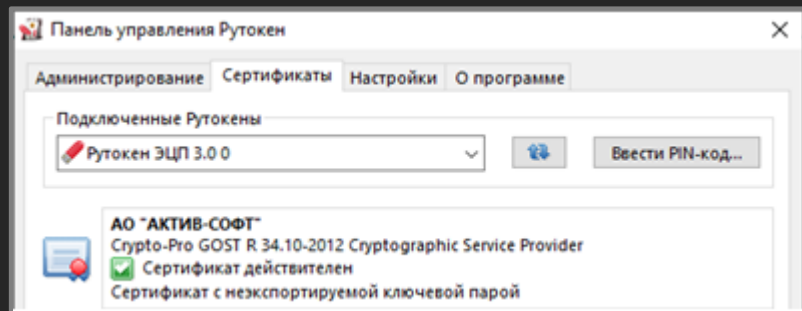 Панель управления Рутокен
Администрирование Сертификаты Настройки О программе
Подключенные Рутокены
Рутокен ЭЦП 3.0 0 Ввести PIN-код...
АО "АКТИВ-СОФТ"
Crypto-Pro GOST R 34.10-2012 Cryptographic Service Provider
Сертификат действителен
Сертификат с неэкспортируемой ключевой парой